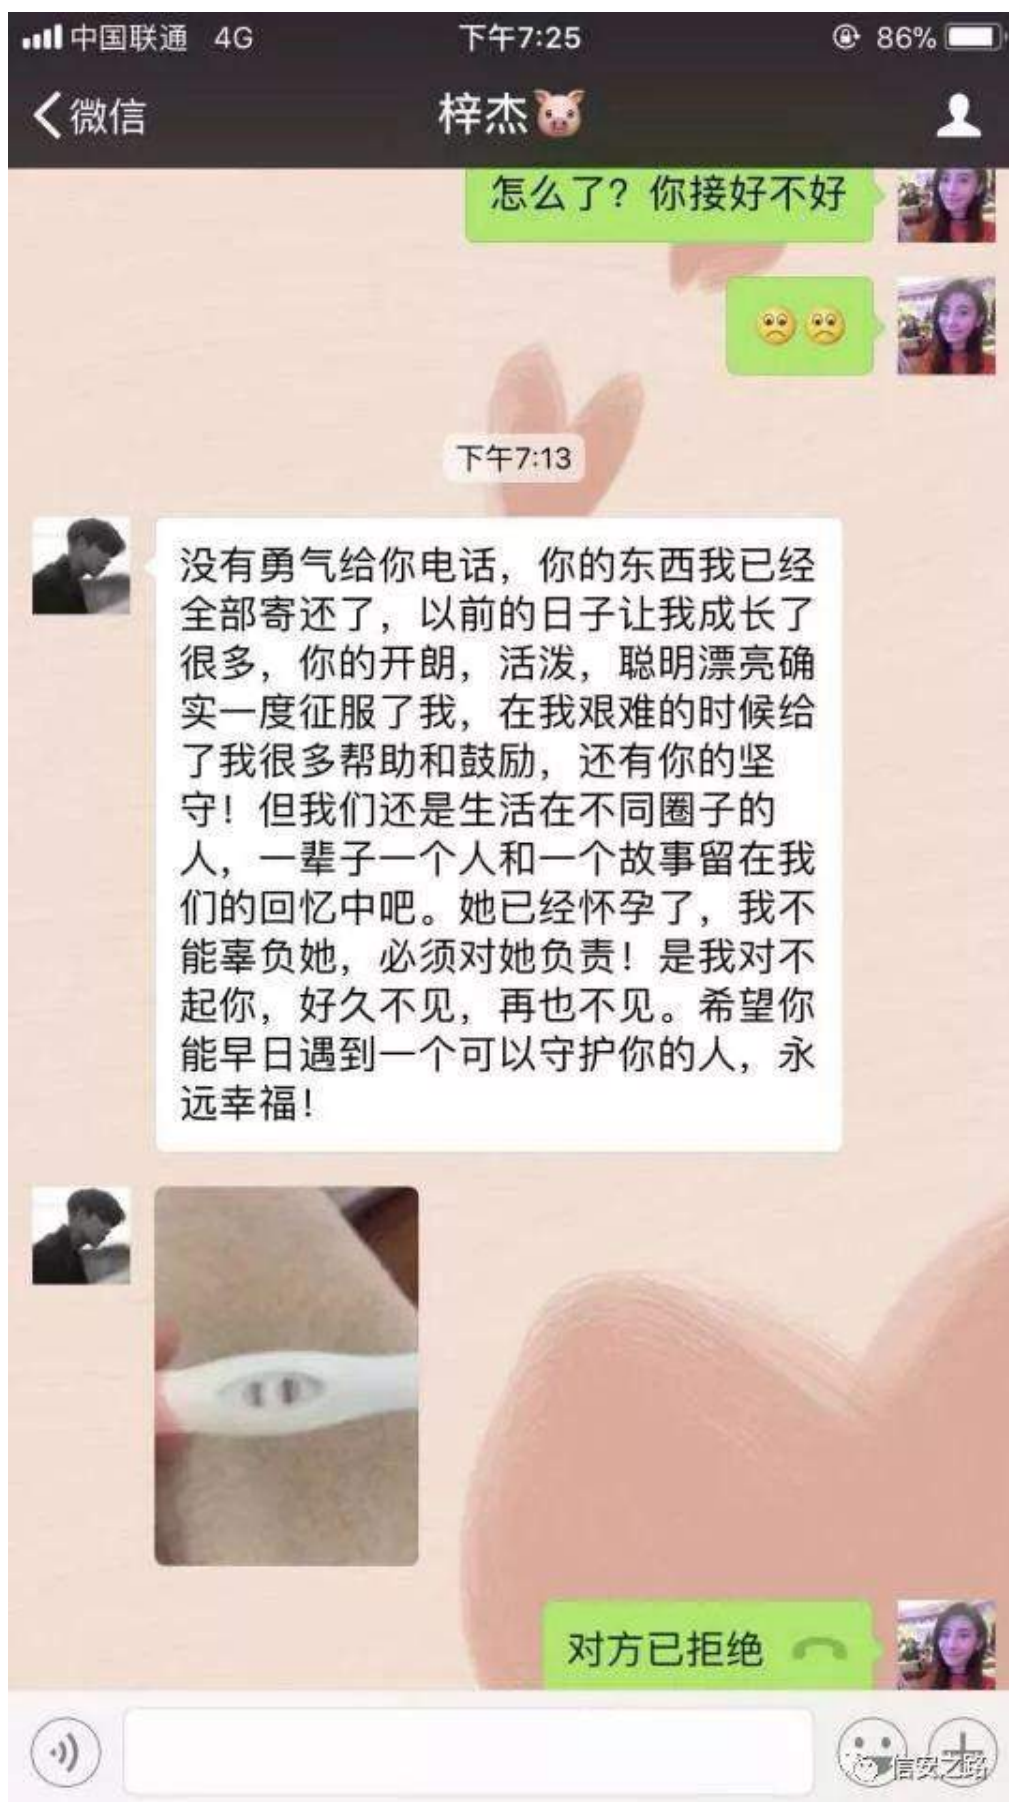 中国联通 4G 下午7:25 86%
微信 梓杰
怎么了？你接好不好
下午7:13
没有勇气给你电话，你的东西我已经
全部寄还了，以前的日子让我成长了
很多，你的开朗，活泼，聪明漂亮确
实一度征服了我，在我艰难的时候给
了我很多帮助和鼓励，还有你的坚
守！但我们还是生活在不同圈子的
人，一辈子一个人和一个故事留在我
们的回忆中吧。她已经怀孕了，我不
能辜负她，必须对她负责！是我对不
起你，好久不见，再也不见。希望你
能早日遇到一个可以守护你的人，永
远幸福！
对方已拒绝
信安之路